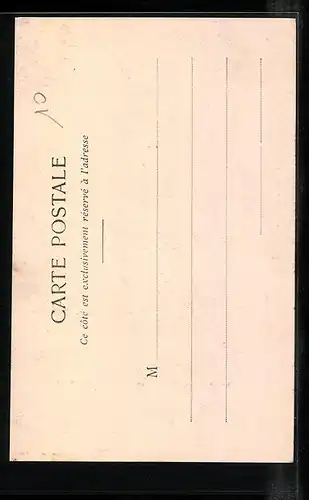 10
CARTE POSTALE
Ce côté est exclusivement réservé à l'adresse
M